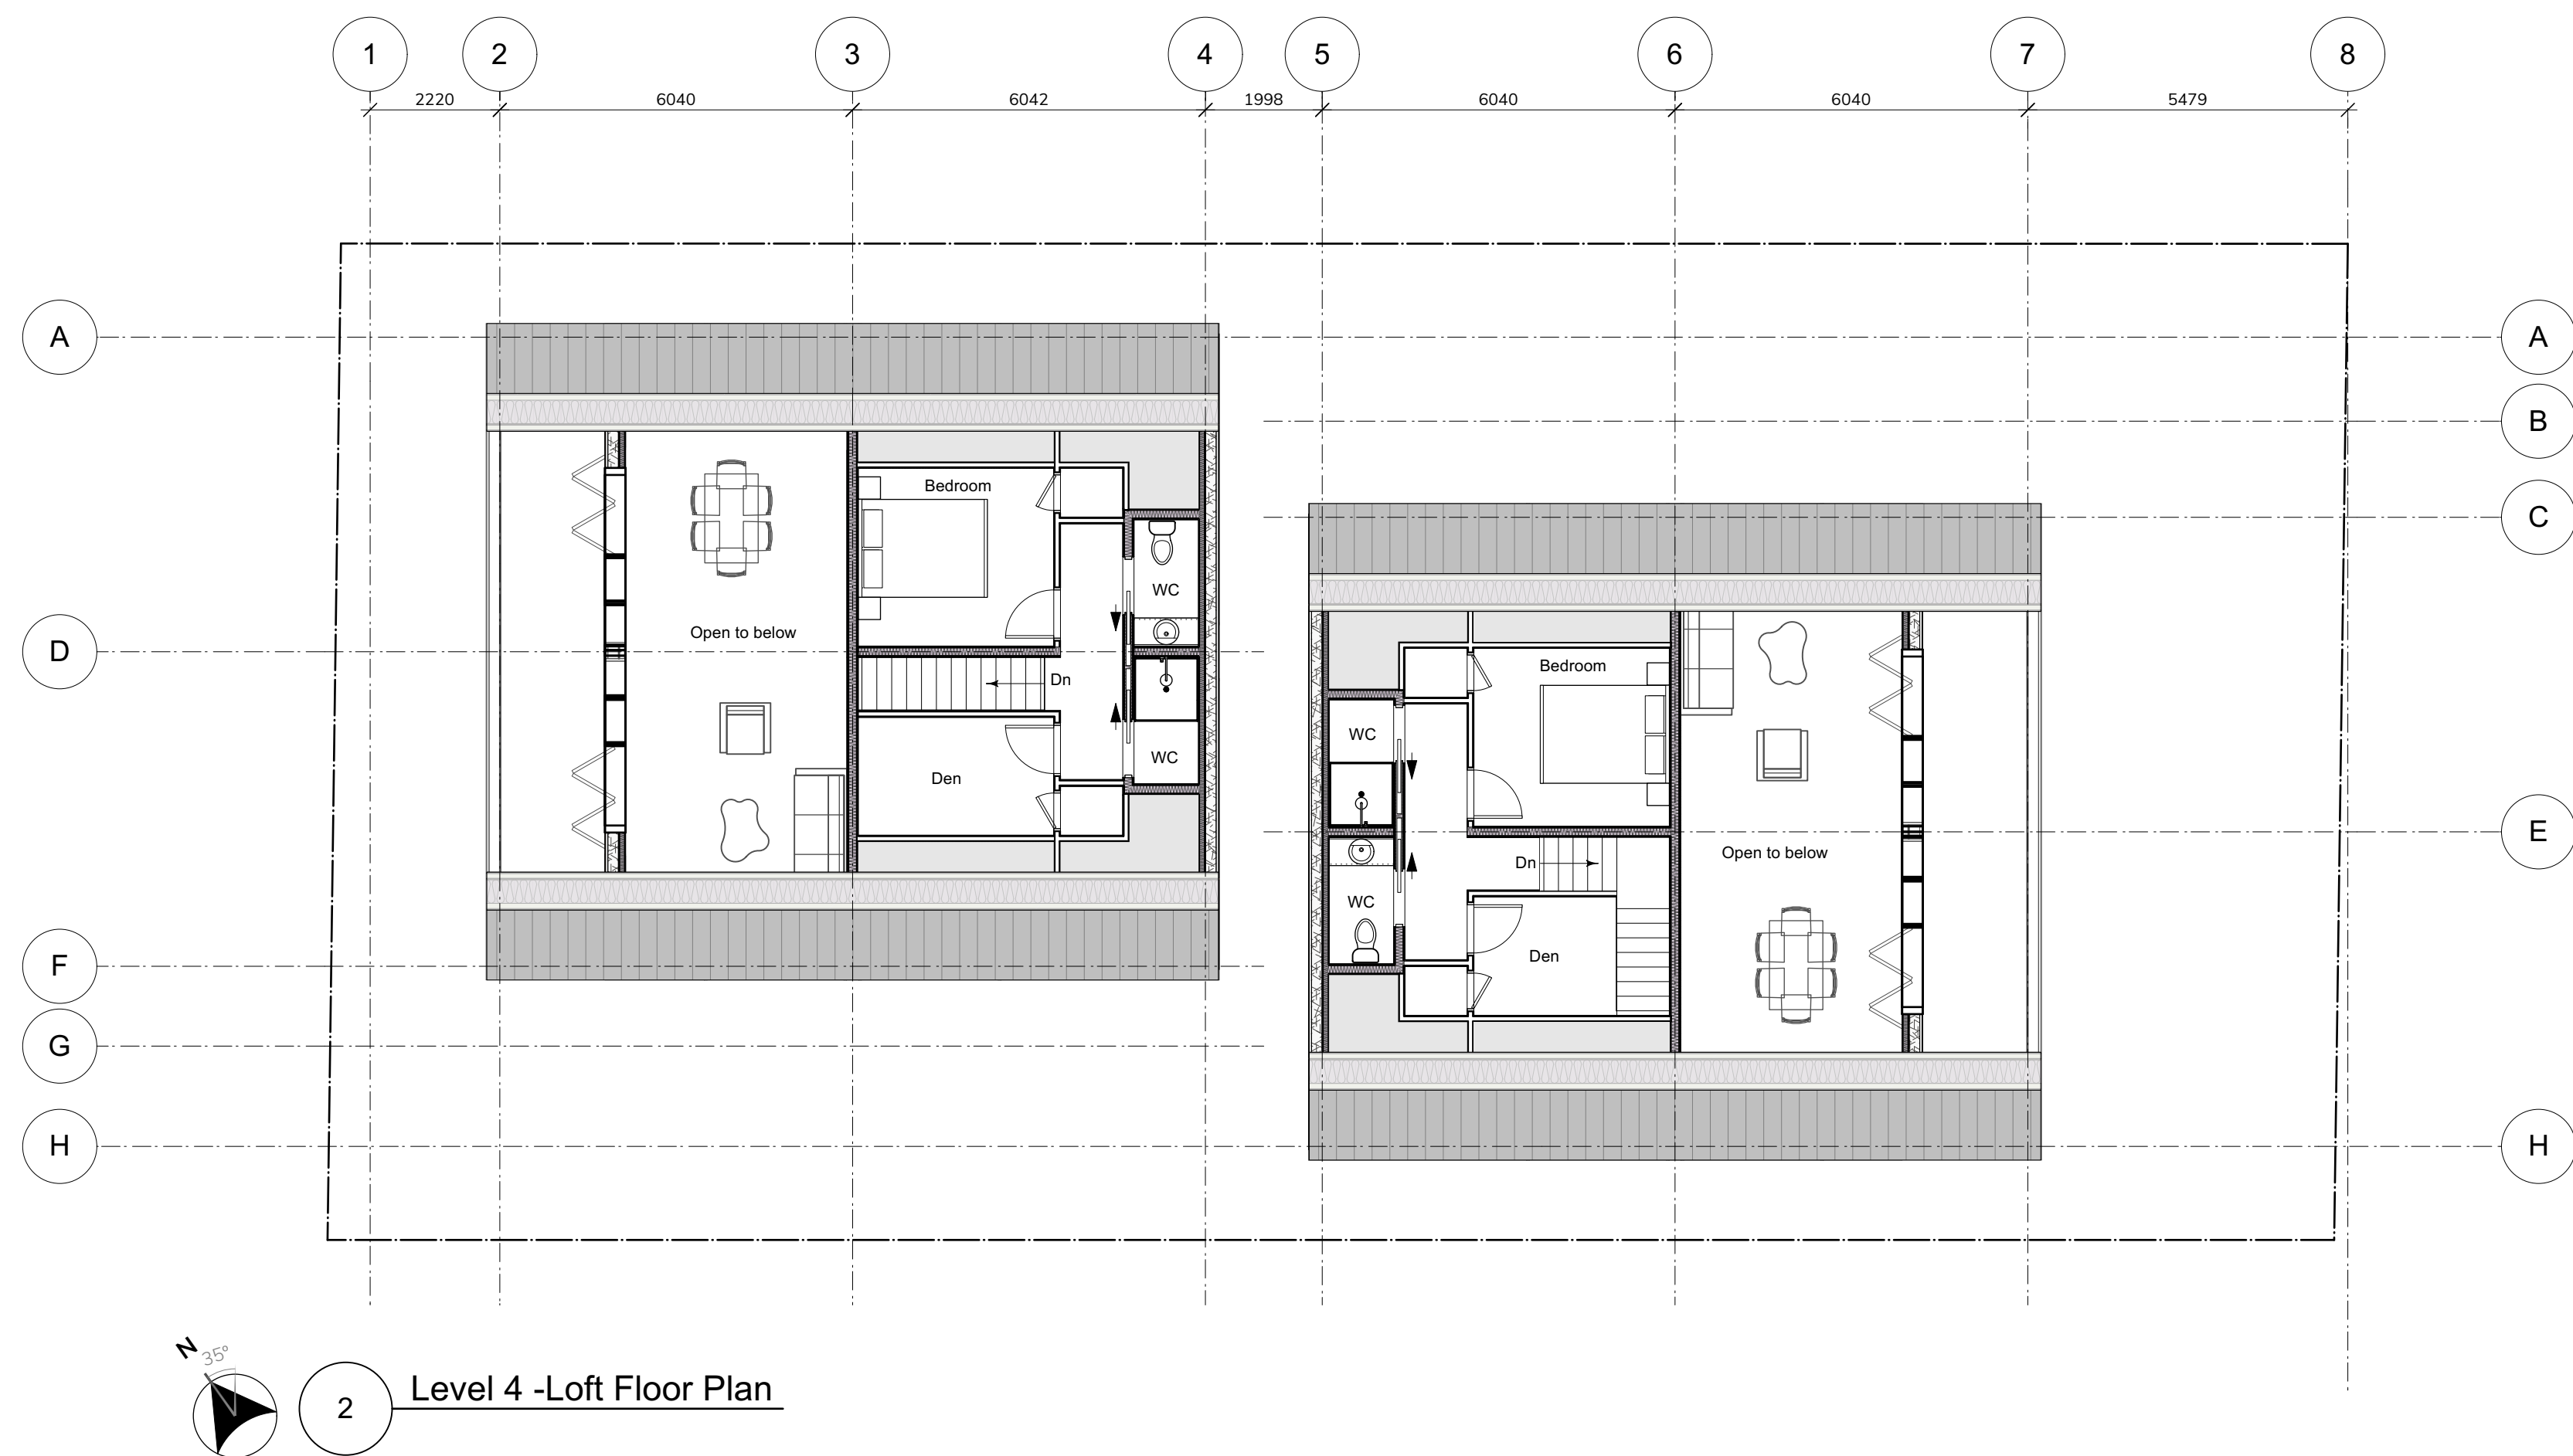 1 2 3 4 5 6 7 8
2220 6040 6042 1998 6040 6040 5479
A A
B
Bedroom
C
WC
Open to below
D
Bedroom
Dn
WC
WC
Den
E
Dn
Open to below
WC
Den
F
G
H H
N
35°
2
Level 4 -Loft Floor Plan